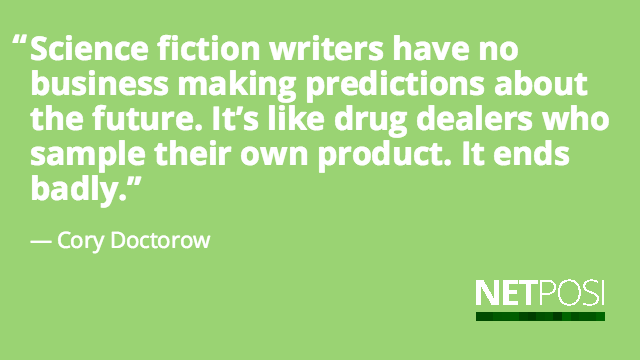 “Science fiction writers have no
business making predictions about
the future. It’s like drug dealers who
sample their own product. It ends
badly.”
— Cory Doctorow
NETPOSI